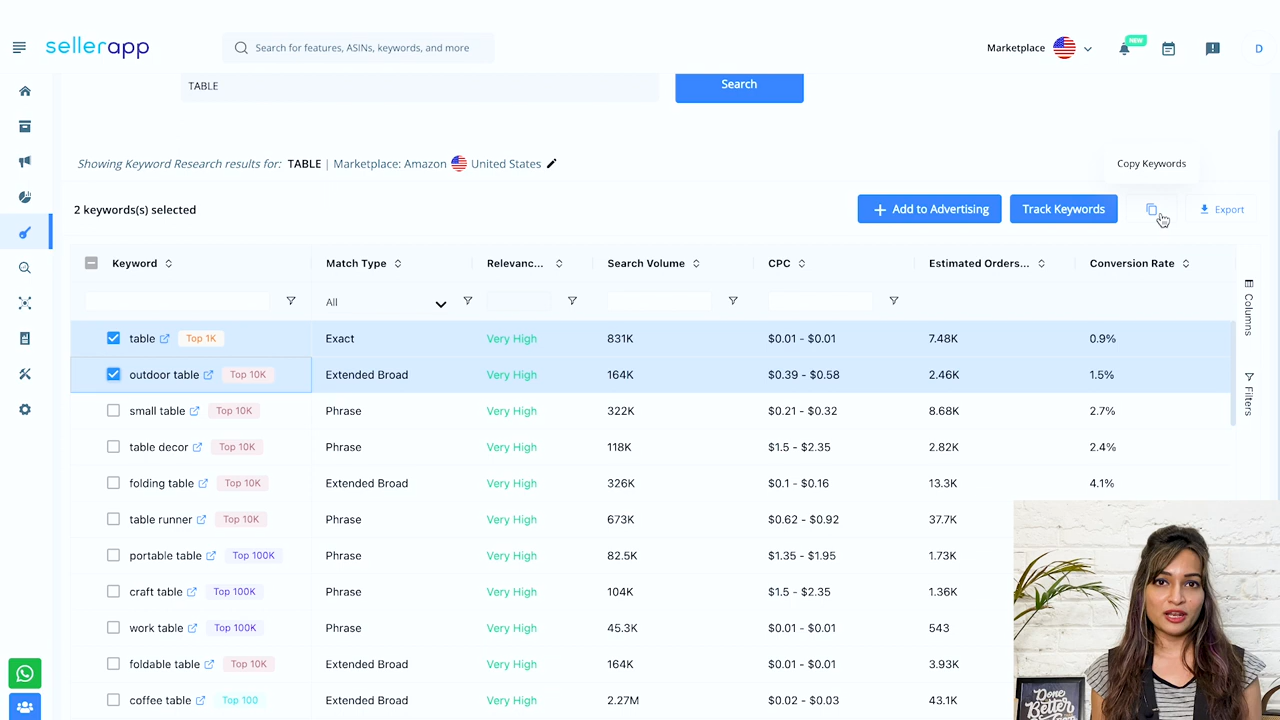 sellerapp
Search for features, ASINs, keywords, and more
Marketplace
NEW
D
TABLE
Search
Showing Keyword Research results for: TABLE | Marketplace: Amazon United States
Copy Keywords
2 keywords(s) selected
+ Add to Advertising
Track Keywords
Export
Keyword Match Type Relevanc... Search Volume CPC Estimated Orders... Conversion Rate
All
Columns
Filters
table Top 1K Exact Very High 831K $0.01 - $0.01 7.48K 0.9%
outdoor table Top 10K Extended Broad Very High 164K $0.39 - $0.58 2.46K 1.5%
small table Top 10K Phrase Very High 322K $0.21 - $0.32 8.68K 2.7%
table decor Top 10K Phrase Very High 118K $1.5 - $2.35 2.82K 2.4%
folding table Top 10K Extended Broad Very High 326K $0.1 - $0.16 13.3K 4.1%
table runner Top 10K Phrase Very High 673K $0.62 - $0.92 37.7K
portable table Top 100K Phrase Very High 82.5K $1.35 - $1.95 1.73K
craft table Top 100K Phrase Very High 104K $1.5 - $2.35 1.36K
work table Top 100K Phrase Very High 45.3K $0.01 - $0.01 543
foldable table Top 10K Extended Broad Very High 164K $0.01 - $0.01 3.93K
coffee table Top 100 Extended Broad Very High 2.27M $0.02 - $0.03 43.1K
Done
Better